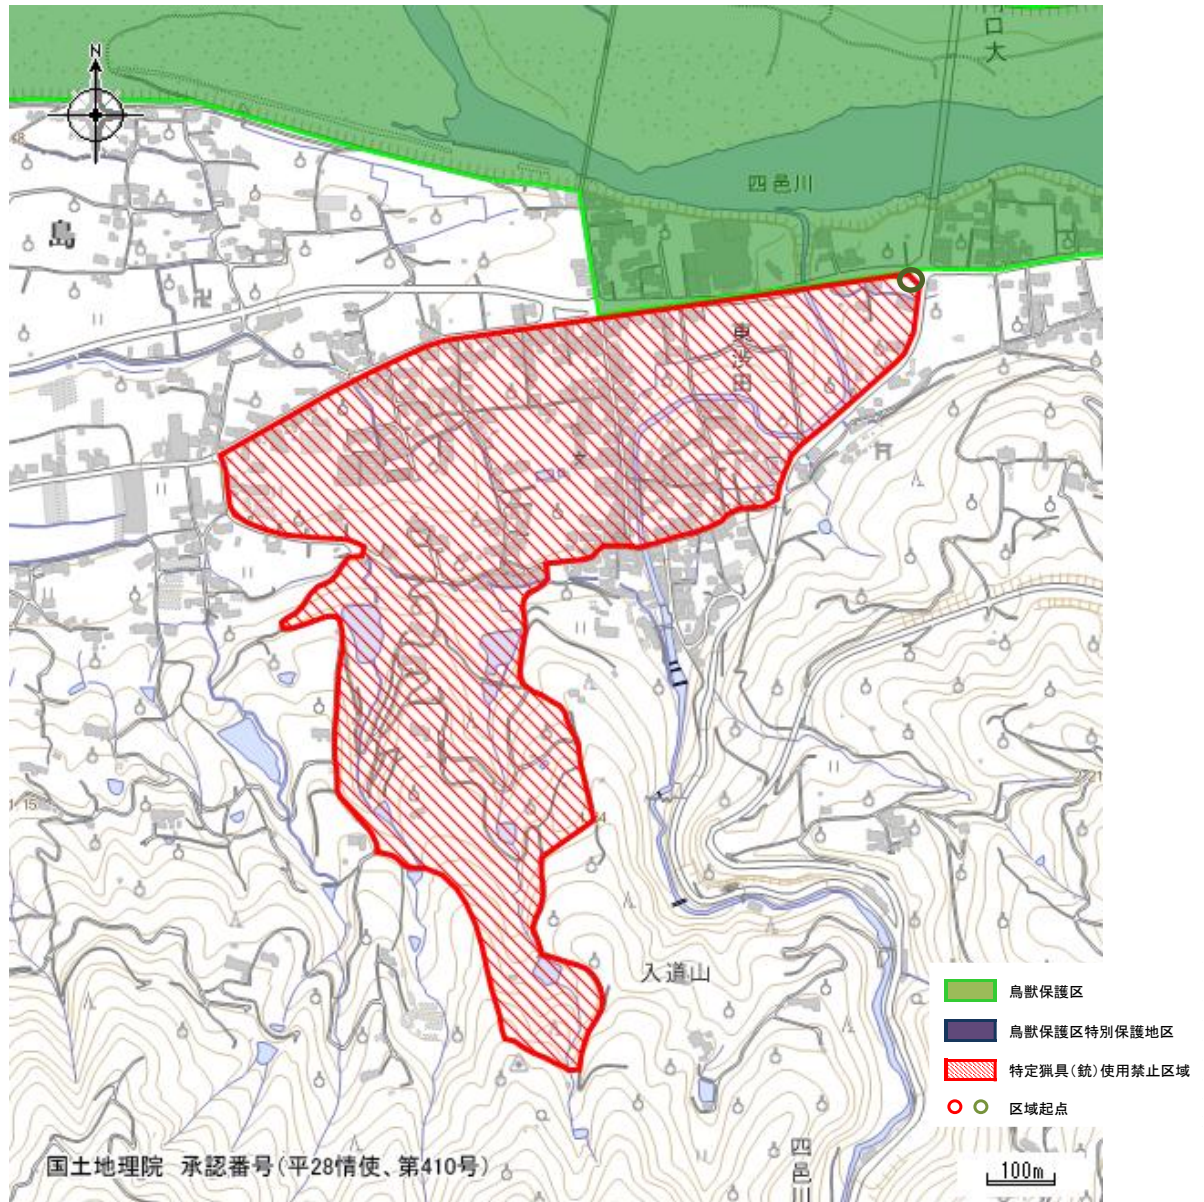 N
口大
四邑川
島
東渋田
入道山
鳥獣保護区
鳥獣保護区特別保護地区
特定猟具(銃)使用禁止区域
区域起点
四邑川
国土地理院 承認番号(平28情使、第410号)
100m